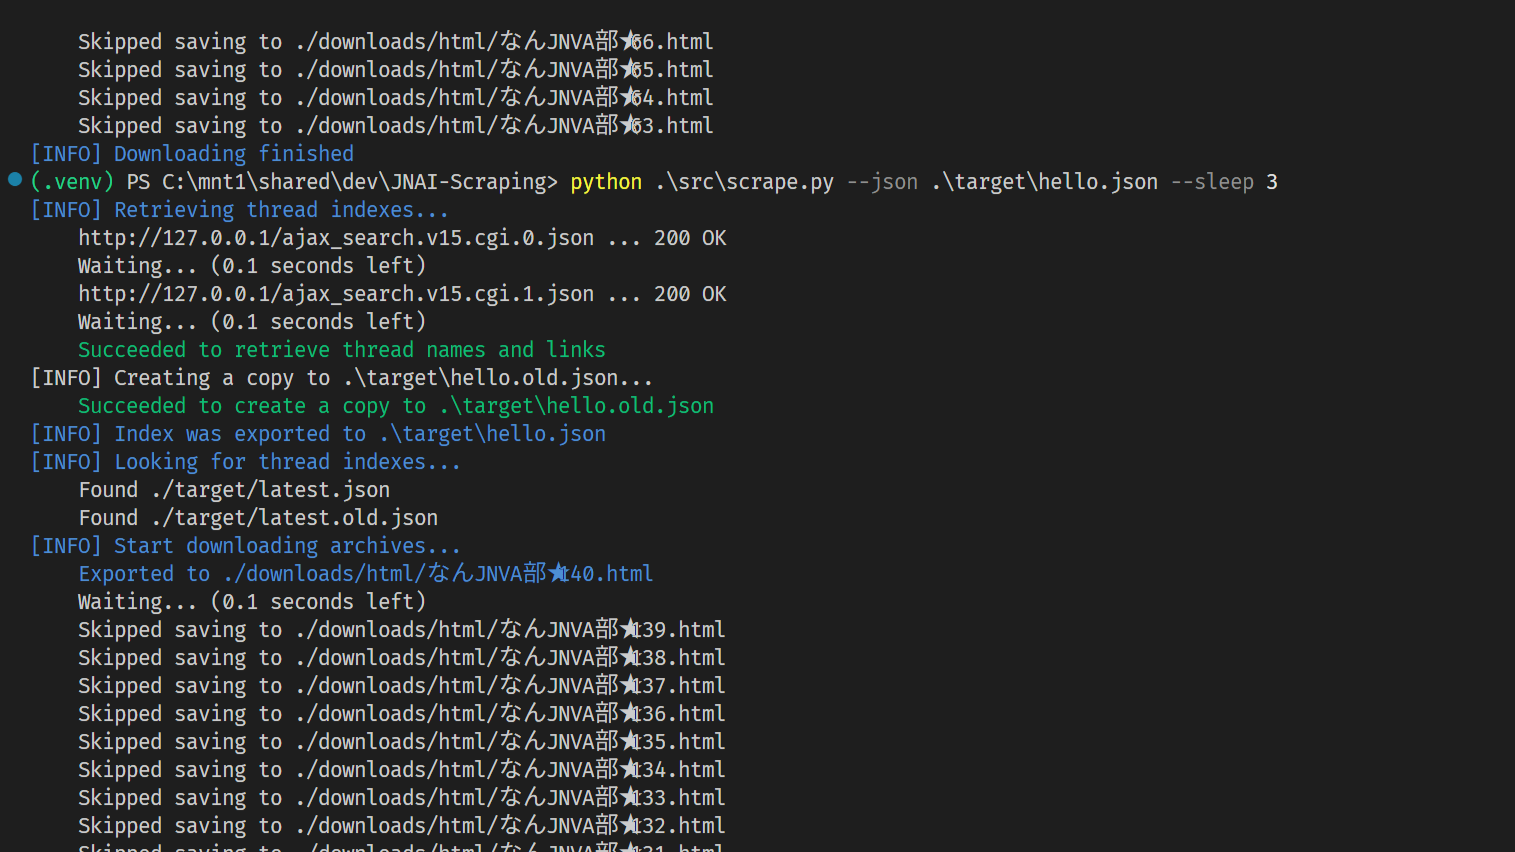 Skipped saving to ./downloads/html/なんJNVA部★66.html
Skipped saving to ./downloads/html/なんJNVA部★65.html
Skipped saving to ./downloads/html/なんJNVA部★64.html
Skipped saving to ./downloads/html/なんJNVA部★63.html
[INFO] Downloading finished
(.venv) PS C:\mnt1\shared\dev\JNAI-Scraping> python .\src\scrape.py --json .\target\hello.json --sleep 3
[INFO] Retrieving thread indexes...
http://127.0.0.1/ajax_search.v15.cgi.0.json ... 200 OK
Waiting... (0.1 seconds left)
http://127.0.0.1/ajax_search.v15.cgi.1.json ... 200 OK
Waiting... (0.1 seconds left)
Succeeded to retrieve thread names and links
[INFO] Creating a copy to .\target\hello.old.json...
Succeeded to create a copy to .\target\hello.old.json
[INFO] Index was exported to .\target\hello.json
[INFO] Looking for thread indexes...
Found ./target/latest.json
Found ./target/latest.old.json
[INFO] Start downloading archives...
Exported to ./downloads/html/なんJNVA部★140.html
Waiting... (0.1 seconds left)
Skipped saving to ./downloads/html/なんJNVA部★139.html
Skipped saving to ./downloads/html/なんJNVA部★138.html
Skipped saving to ./downloads/html/なんJNVA部★137.html
Skipped saving to ./downloads/html/なんJNVA部★136.html
Skipped saving to ./downloads/html/なんJNVA部★135.html
Skipped saving to ./downloads/html/なんJNVA部★134.html
Skipped saving to ./downloads/html/なんJNVA部★133.html
Skipped saving to ./downloads/html/なんJNVA部★132.html
Skipped saving to ./downloads/html/なんJNVA部★131.html